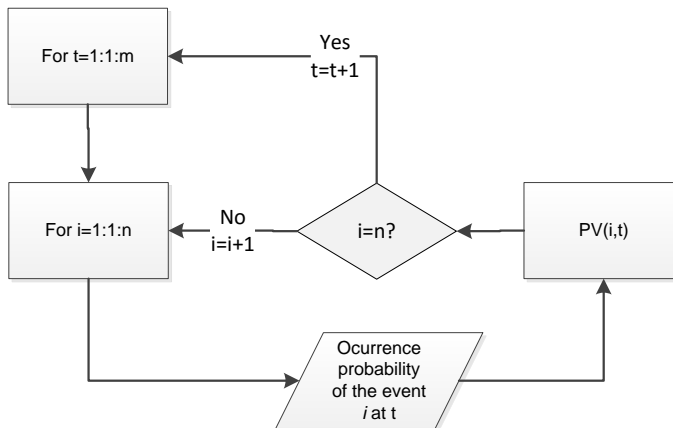 For t=1:1:m
Yes
t=t+1
For i=1:1:n
No
i=i+1
i=n?
PV(i,t)
Ocurrence
probability
of the event
i at t